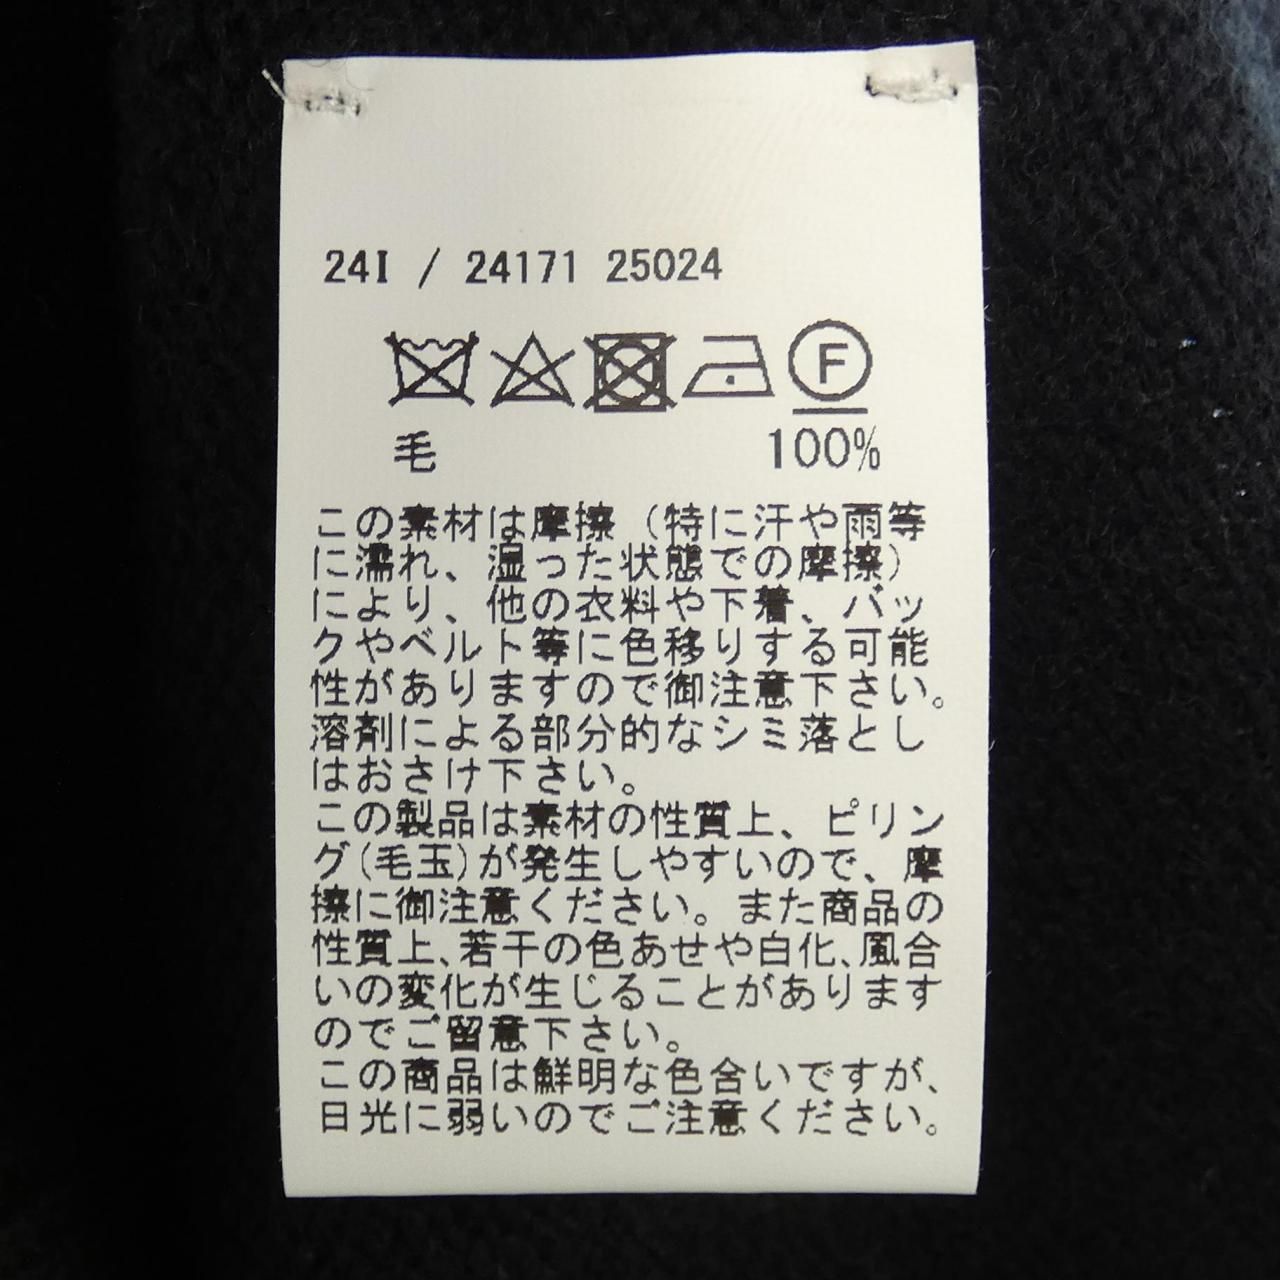 24I / 24171 25024
F
毛 100%
この素材は摩擦（特に汗や雨等
に濡れ、湿った状態での摩擦）
により、他の衣料や下着、バッ
クやベルト等に色移りする可能
性がありますので御注意下さい。
溶剤による部分的なシミ落とし
はおさけ下さい。
この製品は素材の性質上、ピリン
グ(毛玉)が発生しやすいので、摩
擦に御注意ください。また商品の
性質上、若干の色あせや白化、風合
いの変化が生じることがあります
のでご留意下さい。
この商品は鮮明な色合いですが、
日光に弱いのでご注意ください。